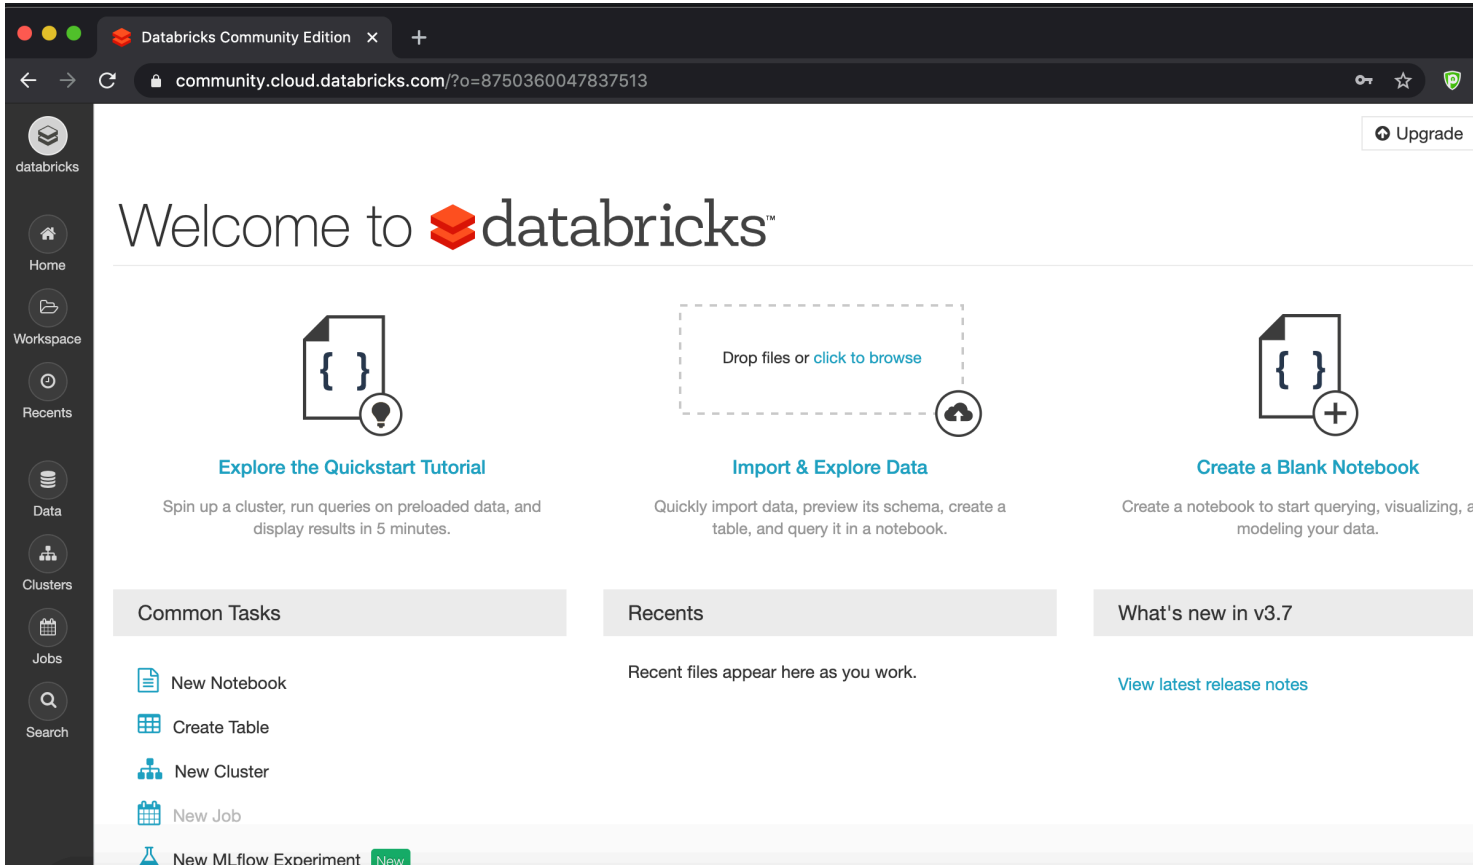 Databricks Community Edition
community.cloud.databricks.com/?o=8750360047837513
databricks
Home
Workspace
Recents
Data
Clusters
Jobs
Search
Upgrade
Welcome to databricks™
{ }
Drop files or click to browse
{ }
Explore the Quickstart Tutorial
Spin up a cluster, run queries on preloaded data, and
display results in 5 minutes.
Import & Explore Data
Quickly import data, preview its schema, create a
table, and query it in a notebook.
Create a Blank Notebook
Create a notebook to start querying, visualizing, a
modeling your data.
Common Tasks
New Notebook
Create Table
New Cluster
New Job
New MLflow Experiment New
Recents
Recent files appear here as you work.
What's new in v3.7
View latest release notes